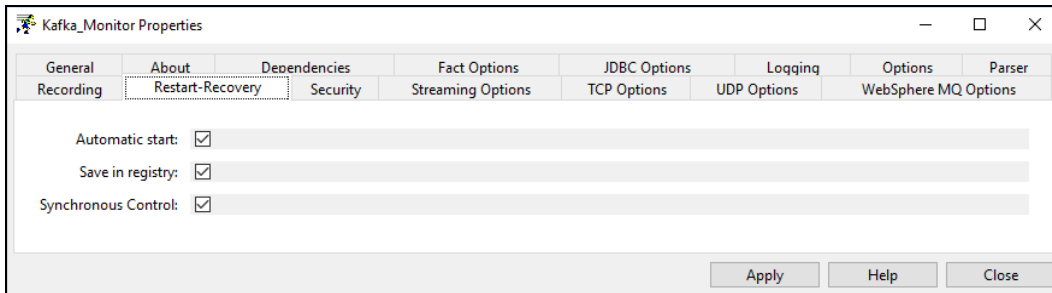 Kafka_Monitor Properties
General About Dependencies Fact Options JDBC Options Logging Options Parser
Recording Restart-Recovery Security Streaming Options TCP Options UDP Options WebSphere MQ Options
Automatic start:
Save in registry:
Synchronous Control:
Apply Help Close